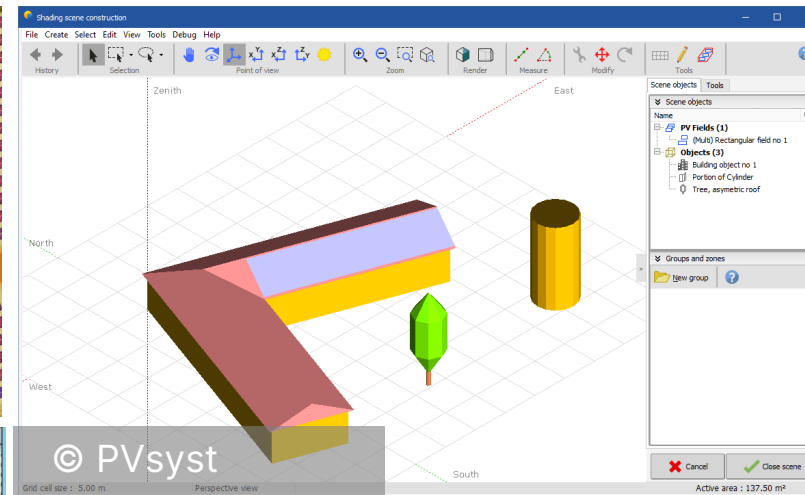 Shading scene construction
File Create Select Edit View Tools Debug Help
History Selection Point of view Zoom Render Measure Modify Tools
Zenith
East
North
West
South
Scene objects Tools
Scene objects
Name
PV Fields (1)
(Multi) Rectangular field no 1
Objects (3)
Building object no 1
Portion of Cylinder
Tree, asymetric roof
Groups and zones
New group
Cancel Close scene
© PVsyst
Grid cell size : 5.00 m Perspective view Active area : 137.50 m²